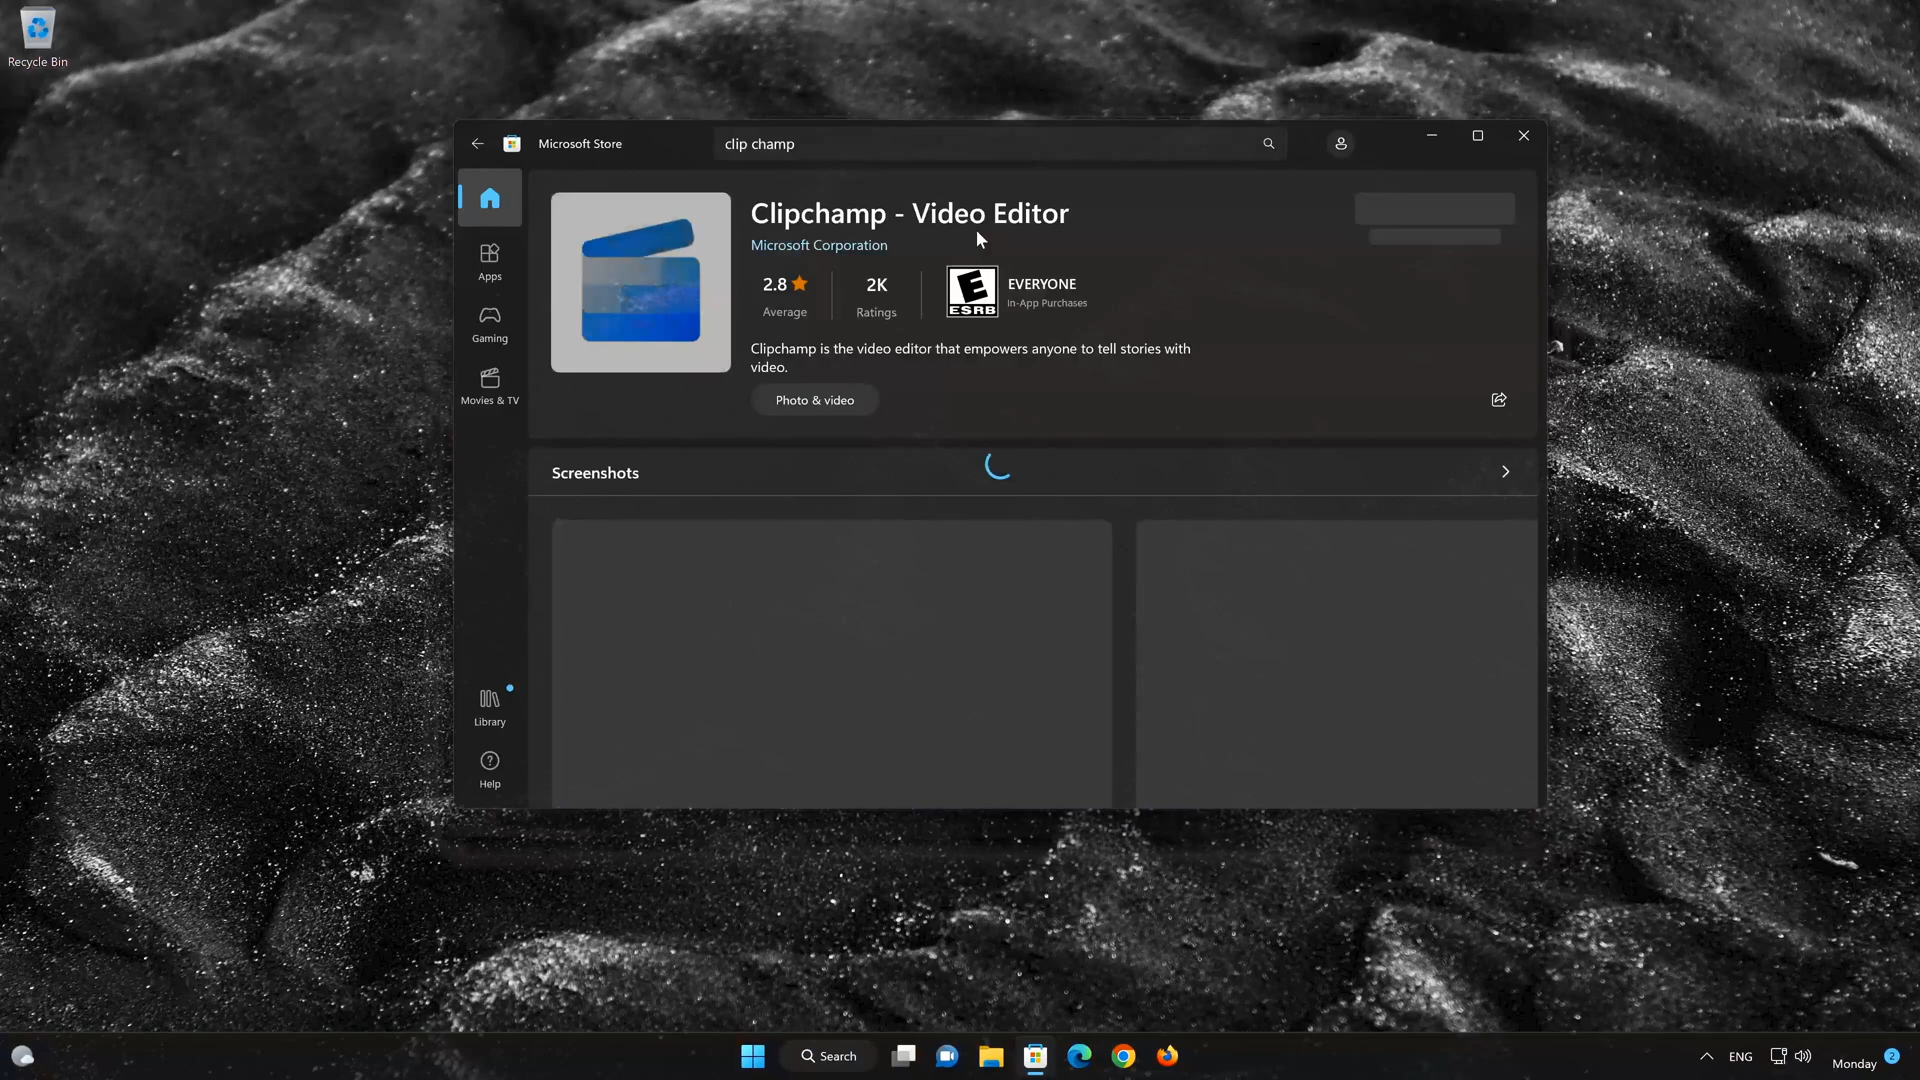 Recycle Bin
Microsoft Store
clip champ
Clipchamp - Video Editor
Microsoft Corporation
2.8
Average
2K
Ratings
E
ESRB
EVERYONE
In-App Purchases
Clipchamp is the video editor that empowers anyone to tell stories with
video.
Photo & video
Apps
Gaming
Movies & TV
Screenshots
Library
Help
Search
ENG
Monday
2